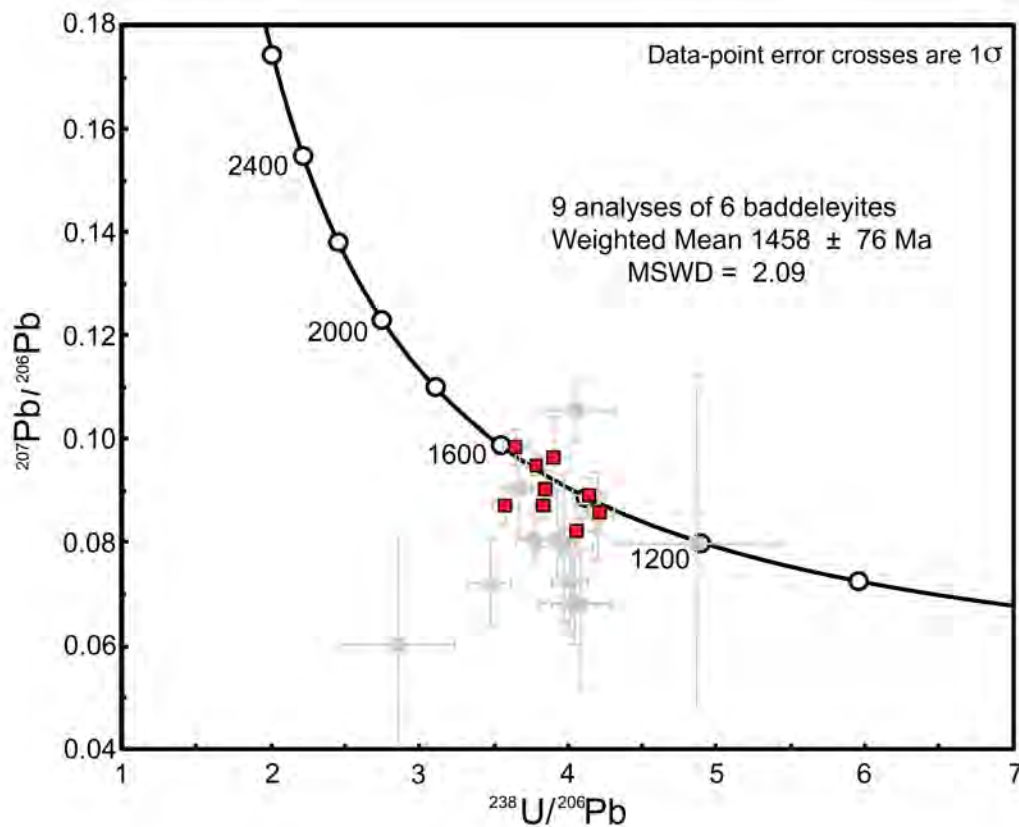 Data-point error crosses are 1σ
9 analyses of 6 baddeleyites
Weighted Mean 1458 ± 76 Ma
MSWD = 2.09
2400
2000
1600
1200
0.18
0.16
0.14
0.12
0.10
0.08
0.06
0.04
²⁰⁷Pb/ ²⁰⁶Pb
1 2 3 4 5 6 7
²³⁸U/²⁰⁶Pb